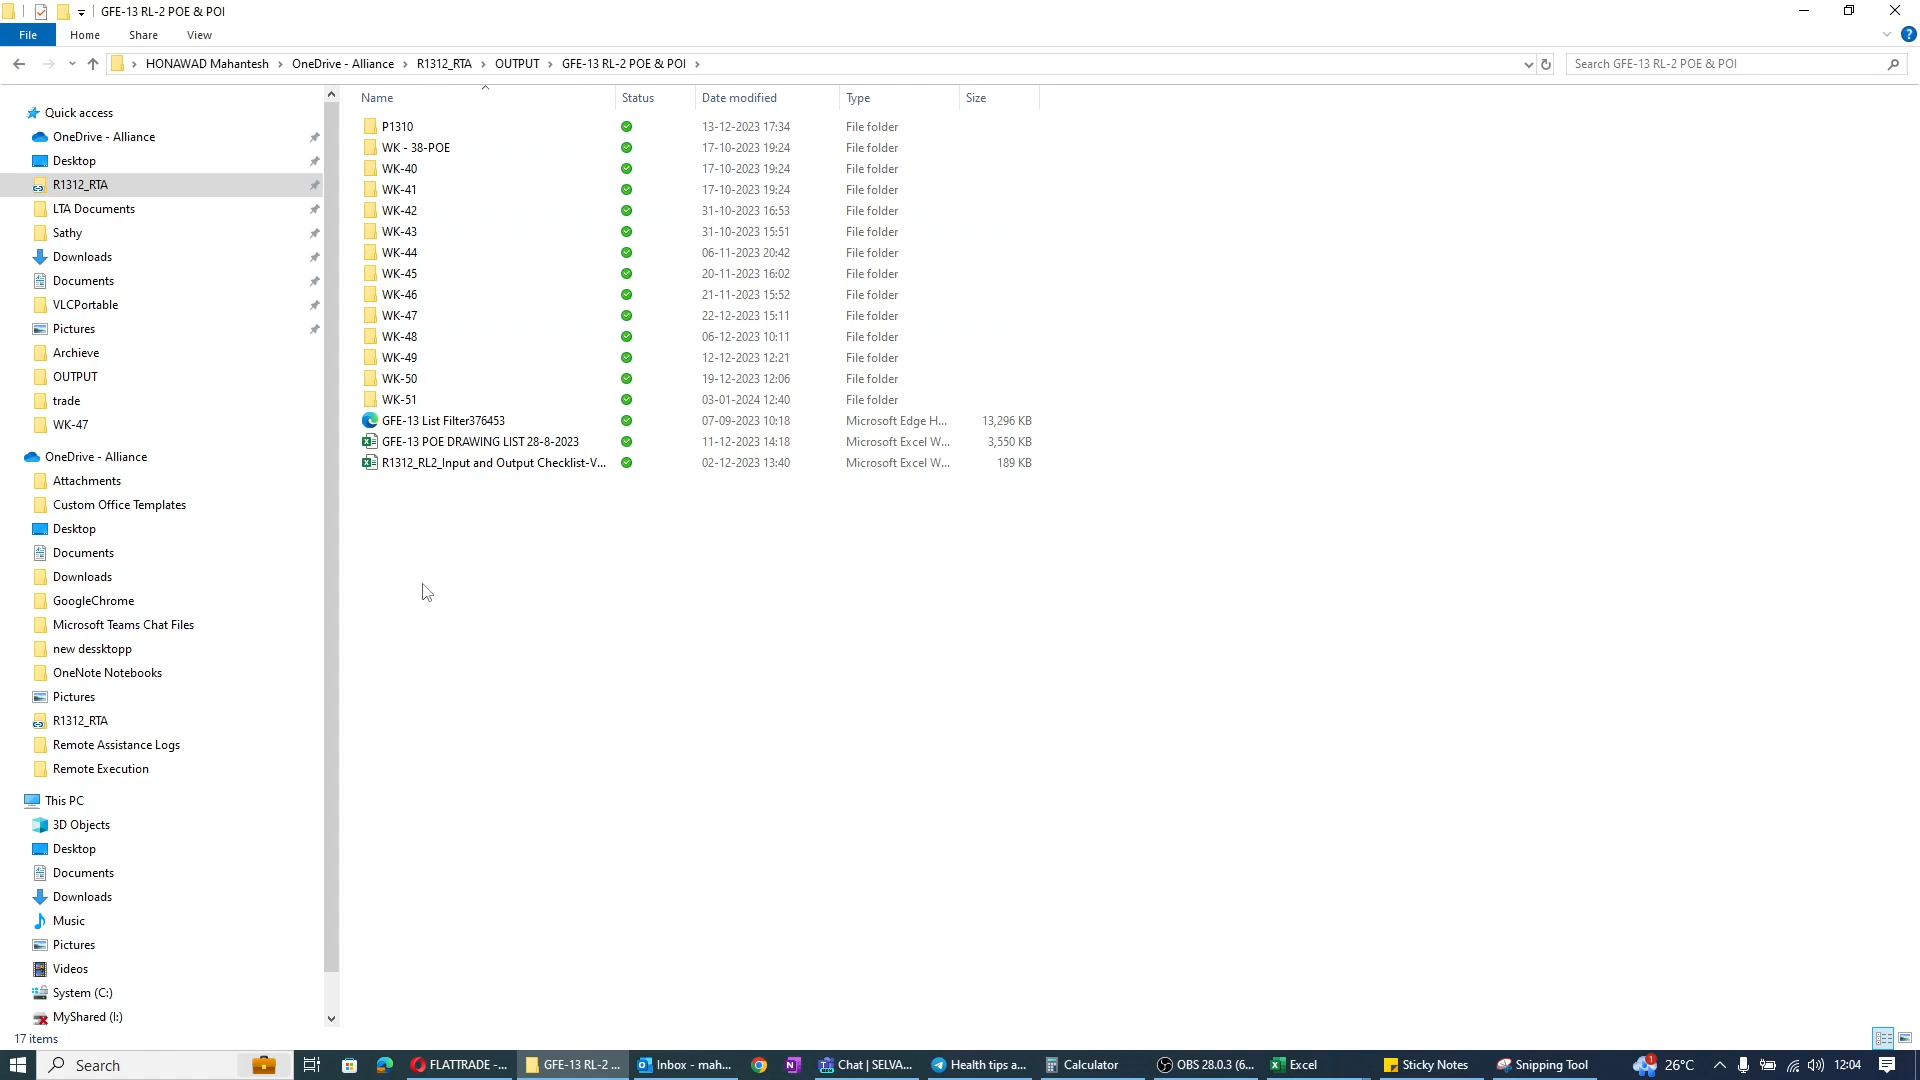 GFE-13 RL-2 POE & POI
File Home Share View
HONAWAD Mahantesh OneDrive - Alliance R1312_RTA OUTPUT GFE-13 RL-2 POE & POI
Search GFE-13 RL-2 POE & POI
Quick access
OneDrive - Alliance
Desktop
R1312_RTA
LTA Documents
Sathy
Downloads
Documents
VLCPortable
Pictures
Archieve
OUTPUT
trade
WK-47
OneDrive - Alliance
Attachments
Custom Office Templates
Desktop
Documents
Downloads
GoogleChrome
Microsoft Teams Chat Files
new dessktopp
OneNote Notebooks
Pictures
R1312_RTA
Remote Assistance Logs
Remote Execution
This PC
3D Objects
Desktop
Documents
Downloads
Music
Pictures
Videos
System (C:)
MyShared (I:)
Name Status Date modified Type Size
P1310 13-12-2023 17:34 File folder
WK - 38-POE 17-10-2023 19:24 File folder
WK-40 17-10-2023 19:24 File folder
WK-41 17-10-2023 19:24 File folder
WK-42 31-10-2023 16:53 File folder
WK-43 31-10-2023 15:51 File folder
WK-44 06-11-2023 20:42 File folder
WK-45 20-11-2023 16:02 File folder
WK-46 21-11-2023 15:52 File folder
WK-47 22-12-2023 15:11 File folder
WK-48 06-12-2023 10:11 File folder
WK-49 12-12-2023 12:21 File folder
WK-50 19-12-2023 12:06 File folder
WK-51 03-01-2024 12:40 File folder
GFE-13 List Filter376453 07-09-2023 10:18 Microsoft Edge H... 13,296 KB
GFE-13 POE DRAWING LIST 28-8-2023 11-12-2023 14:18 Microsoft Excel W... 3,550 KB
R1312_RL2_Input and Output Checklist-V... 02-12-2023 13:40 Microsoft Excel W... 189 KB
17 items
Search
FLATTRADE -... GFE-13 RL-2 ... Inbox - mah... Chat | SELVA... Health tips a... Calculator OBS 28.0.3 (6... Excel Sticky Notes Snipping Tool 1 26°C 12:04